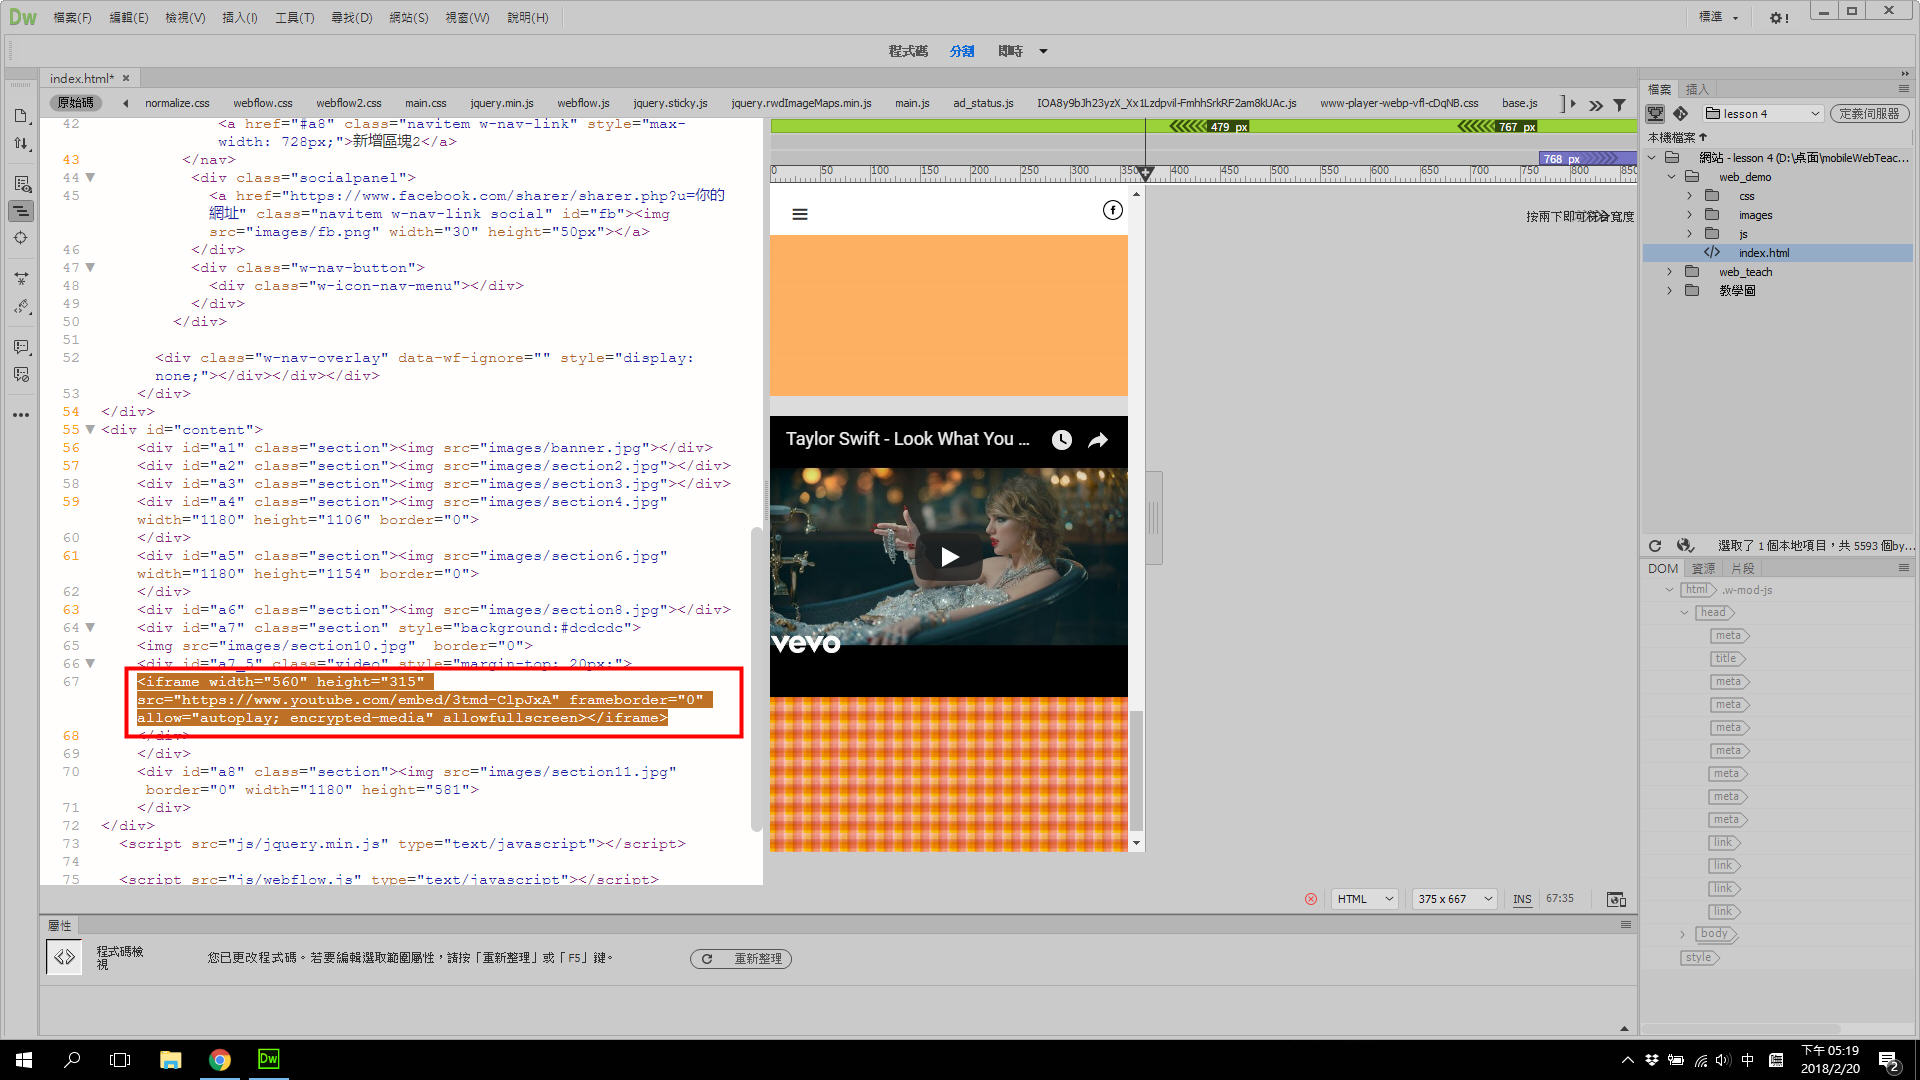 Dw 檔案(F) 編輯(E) 檢視(V) 插入(I) 工具(T) 尋找(D) 網站(S) 視窗(W) 說明(H) 標準
程式碼 分割 即時
index.html*
原始碼 normalize.css webflow.css webflow2.css main.css jquery.min.js webflow.js jquery.sticky.js jquery.rwdImageMaps.min.js main.js ad_status.js IOA8y9bJh23yzX_Xx1Lzdpvil-FmhhSrkRF2am8kUAc.js www-player-webp-vfl-cDqNB.css base.js
42 <a href="#a8" class="navitem w-nav-link" style="max-
width: 728px;">新增區塊2</a>
43 </nav>
44 <div class="socialpanel">
45 <a href="https://www.facebook.com/sharer/sharer.php?u=你的
網址" class="navitem w-nav-link social" id="fb"><img
src="images/fb.png" width="30" height="50px"></a>
46 </div>
47 <div class="w-nav-button">
48 <div class="w-icon-nav-menu"></div>
49 </div>
50 </div>
51
52 <div class="w-nav-overlay" data-wf-ignore="" style="display:
none;"></div></div></div>
53 </div>
54 </div>
55 <div id="content">
56 <div id="a1" class="section"><img src="images/banner.jpg"></div>
57 <div id="a2" class="section"><img src="images/section2.jpg"></div>
58 <div id="a3" class="section"><img src="images/section3.jpg"></div>
59 <div id="a4" class="section"><img src="images/section4.jpg"
width="1180" height="1106" border="0">
60 </div>
61 <div id="a5" class="section"><img src="images/section6.jpg"
width="1180" height="1154" border="0">
62 </div>
63 <div id="a6" class="section"><img src="images/section8.jpg"></div>
64 <div id="a7" class="section" style="background:#dcdcdc">
65 <img src="images/section10.jpg"  border="0">
66 <div id="a7_5" class="video" style="margin-top: 20px;">
67 <iframe width="560" height="315"
src="https://www.youtube.com/embed/3tmd-ClpJxA" frameborder="0"
allow="autoplay; encrypted-media" allowfullscreen></iframe>
68 </div>
69 </div>
70 <div id="a8" class="section"><img src="images/section11.jpg"
border="0" width="1180" height="581">
71 </div>
72 </div>
73 <script src="js/jquery.min.js" type="text/javascript"></script>
74
75 <script src="js/webflow.js" type="text/javascript"></script>
479 px 767 px
768 px
0 50 100 150 200 250 300 350 400 450 500 550 600 650 700 750 800 850
Taylor Swift - Look What You ...
vevo
HTML 375 x 667 INS 67:35
屬性
程式碼檢
視
您已更改程式碼。若要編輯選取範圍屬性，請按「重新整理」或「F5」鍵。
重新整理
檔案 插入
lesson 4 定義伺服器
本機檔案
網站 - lesson 4 (D:\桌面\mobileWebTeac...
web_demo
css
images
js
index.html
web_teach
教學圖
選取了 1 個本地項目，共 5593 個by...
DOM 資源 片段
html .w-mod-js
head
meta
title
meta
meta
meta
meta
meta
meta
meta
link
link
link
link
body
style
Dw
中
下午 05:19
2018/2/20
2